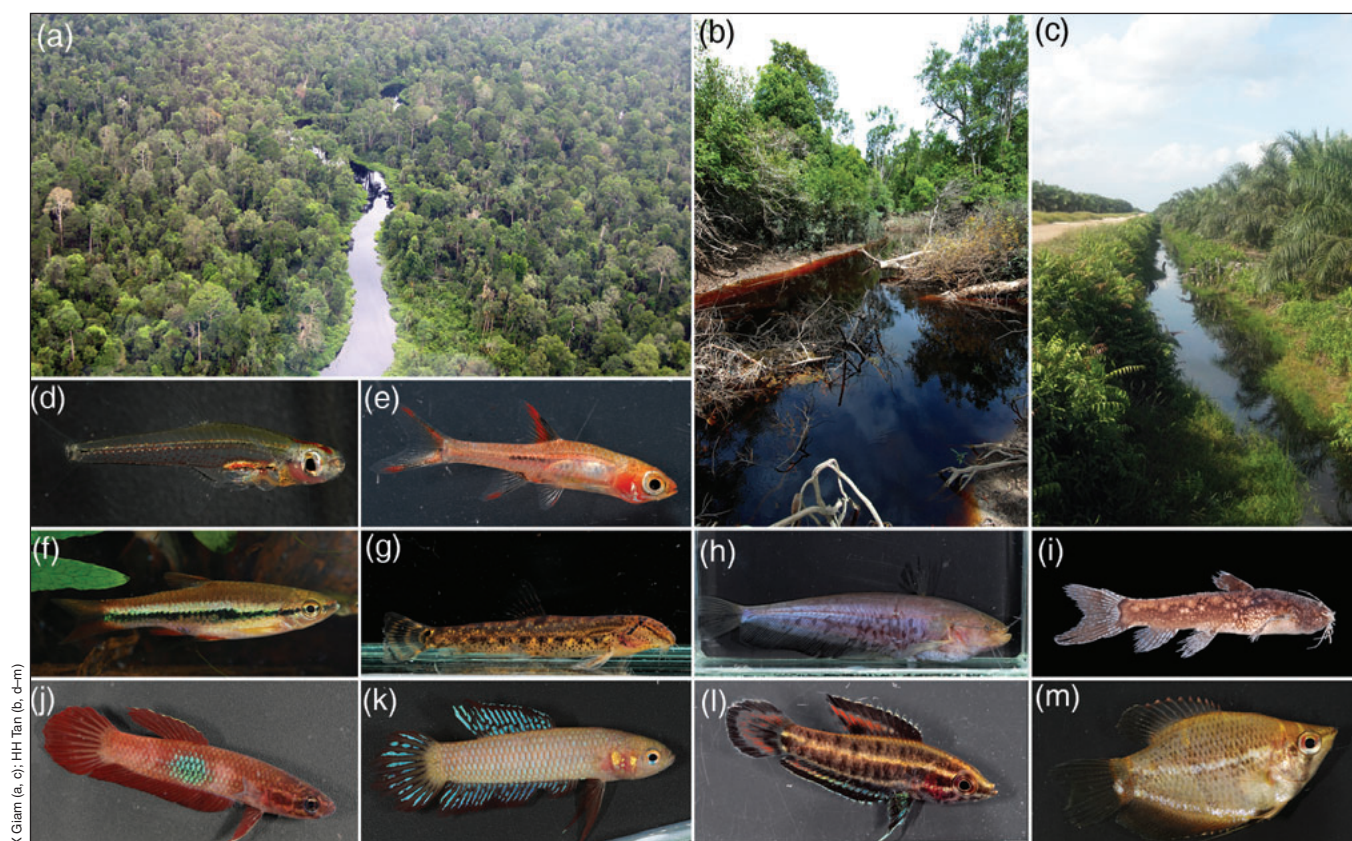 (a)
(b)
(c)
(d)
(e)
(f)
(g)
(h)
(i)
(j)
(k)
(l)
(m)
X Giam (a, c); HH Tan (b, d–m)